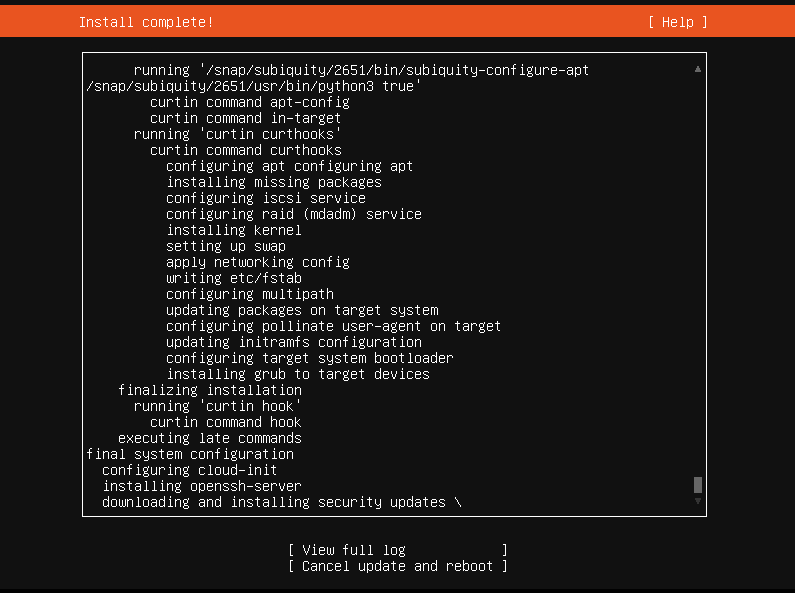 Install complete! [ Help ]
running '/snap/subiquity/2651/bin/subiquity-configure-apt
/snap/subiquity/2651/usr/bin/python3 true'
curtin command apt-config
curtin command in-target
running 'curtin curthooks'
curtin command curthooks
configuring apt configuring apt
installing missing packages
configuring iscsi service
configuring raid (mdadm) service
installing kernel
setting up swap
apply networking config
writing etc/fstab
configuring multipath
updating packages on target system
configuring pollinate user-agent on target
updating initramfs configuration
configuring target system bootloader
installing grub to target devices
finalizing installation
running 'curtin hook'
curtin command hook
executing late commands
final system configuration
configuring cloud-init
installing openssh-server
downloading and installing security updates \
[ View full log ]
[ Cancel update and reboot ]